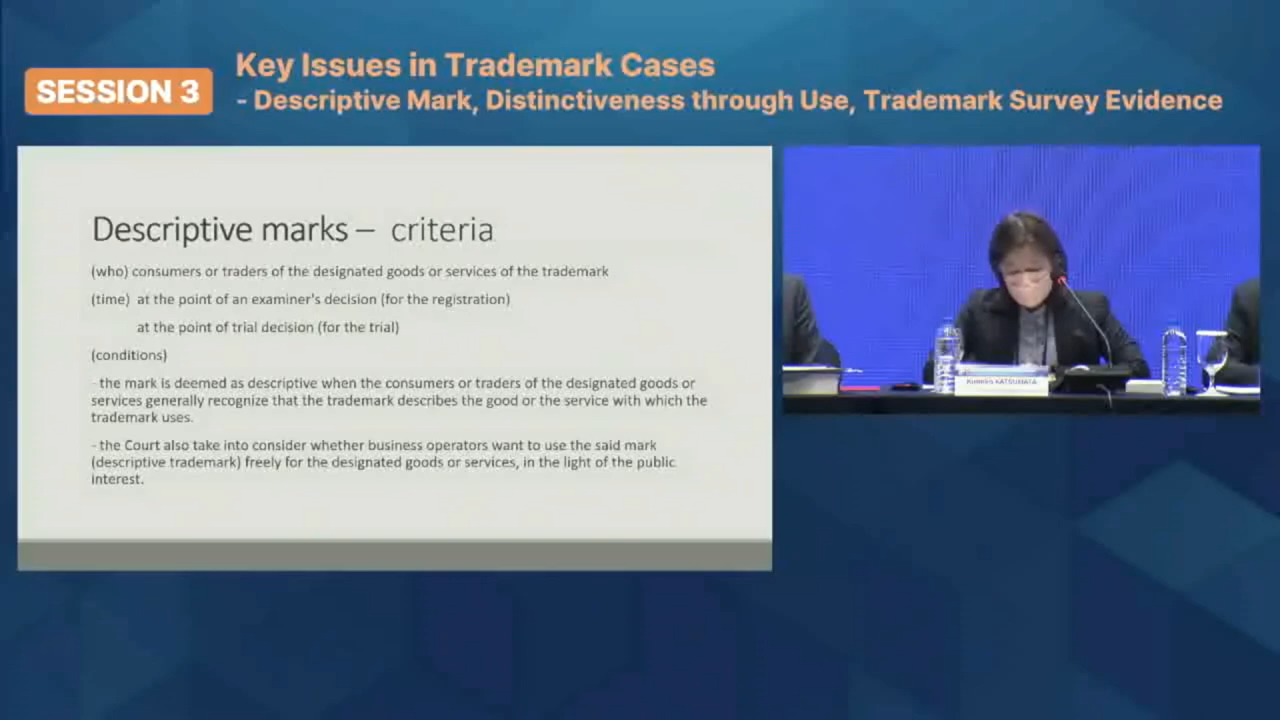 SESSION 3
Key Issues in Trademark Cases
- Descriptive Mark, Distinctiveness through Use, Trademark Survey Evidence
Descriptive marks – criteria
(who) consumers or traders of the designated goods or services of the trademark
(time) at the point of an examiner's decision (for the registration)
at the point of trial decision (for the trial)
(conditions)
- the mark is deemed as descriptive when the consumers or traders of the designated goods or
services generally recognize that the trademark describes the good or the service with which the
trademark uses.
- the Court also take into consider whether business operators want to use the said mark
(descriptive trademark) freely for the designated goods or services, in the light of the public
interest.
KATSUMATA